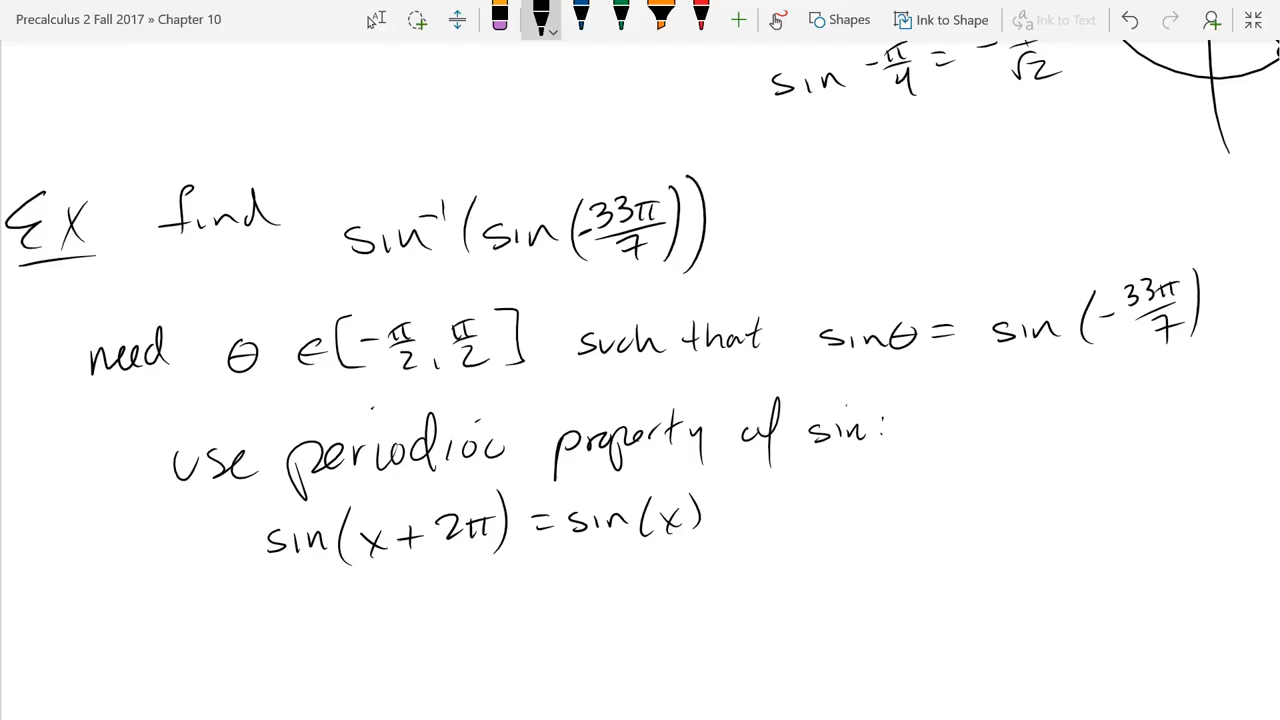 Precalculus 2 Fall 2017 » Chapter 10 Shapes Ink to Shape Ink to Text
sin -π/4 = - 1/√2
Ex find sin⁻¹(sin(-33π/7))
need θ ∈ [-π/2, π/2] such that sinθ = sin(-33π/7)
use periodic property of sin:
sin(x + 2π) = sin(x)